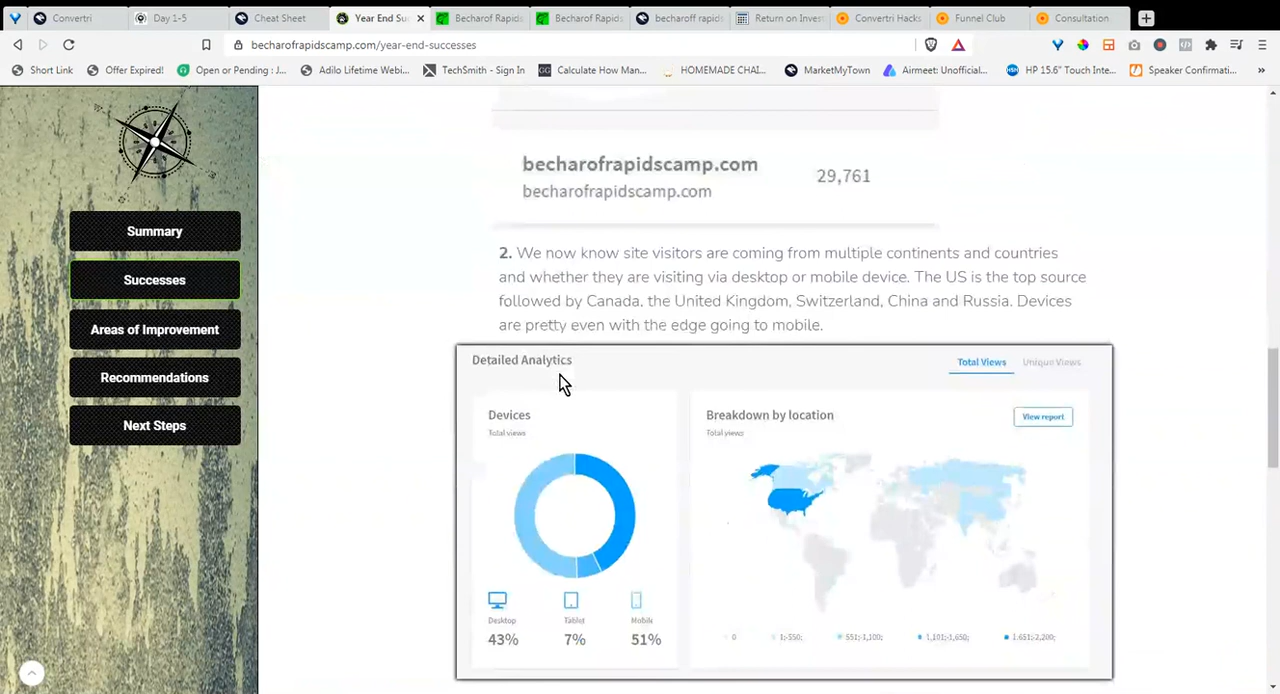 Convertri
Day 1-5
Cheat Sheet
Year End Su
Becharof Rapids
Becharof Rapids
becharoff rapids
Return on Invest
Convertri Hacks
Funnel Club
Consultation
becharofrapidscamp.com/year-end-successes
Short Link
Offer Expired!
Open or Pending : J...
Adilo Lifetime Webi...
TechSmith - Sign In
Calculate How Man...
HOMEMADE CHAI...
MarketMyTown
Airmeet: Unofficial...
HP 15.6" Touch Inte...
Speaker Confirmati...
Summary
Successes
Areas of Improvement
Recommendations
Next Steps
becharofrapidscamp.com
becharofrapidscamp.com
29,761
2. We now know site visitors are coming from multiple continents and countries
and whether they are visiting via desktop or mobile device. The US is the top source
followed by Canada, the United Kingdom, Switzerland, China and Russia. Devices
are pretty even with the edge going to mobile.
Detailed Analytics
Total Views
Unique Views
Devices
Total views
Desktop
Tablet
Mobile
43%
7%
51%
Breakdown by location
Total views
View report
0
1;-550;
551;-1,100;
1,101;-1,650;
1,651;-2,200;